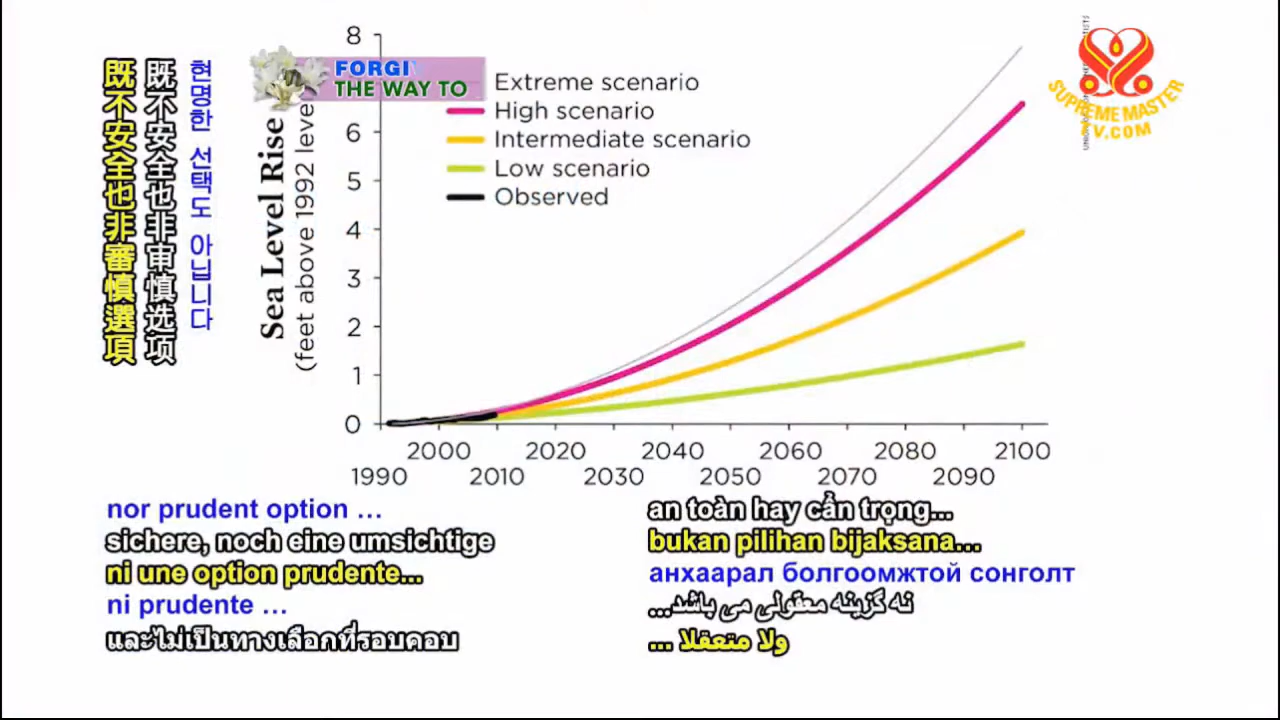 既不安全也非審慎選項
既不安全也非审慎选项
현명한 선택도 아닙니다
FORGI
THE WAY TO
SUPREME MASTER
TV.COM
Sea Level Rise
(feet above 1992 leve
8
6
5
4
3
2
1
0
Extreme scenario
High scenario
Intermediate scenario
Low scenario
Observed
2000 2020 2040 2060 2080 2100
1990 2010 2030 2050 2070 2090
nor prudent option ...
sichere, noch eine umsichtige
ni une option prudente...
ni prudente ...
และไม่เป็นทางเลือกที่รอบคอบ
an toàn hay cẩn trọng...
bukan pilihan bijaksana...
анхаарал болгоомжтой сонголт
نه گزینه معقولی می باشد...
ولا متعقلا ...